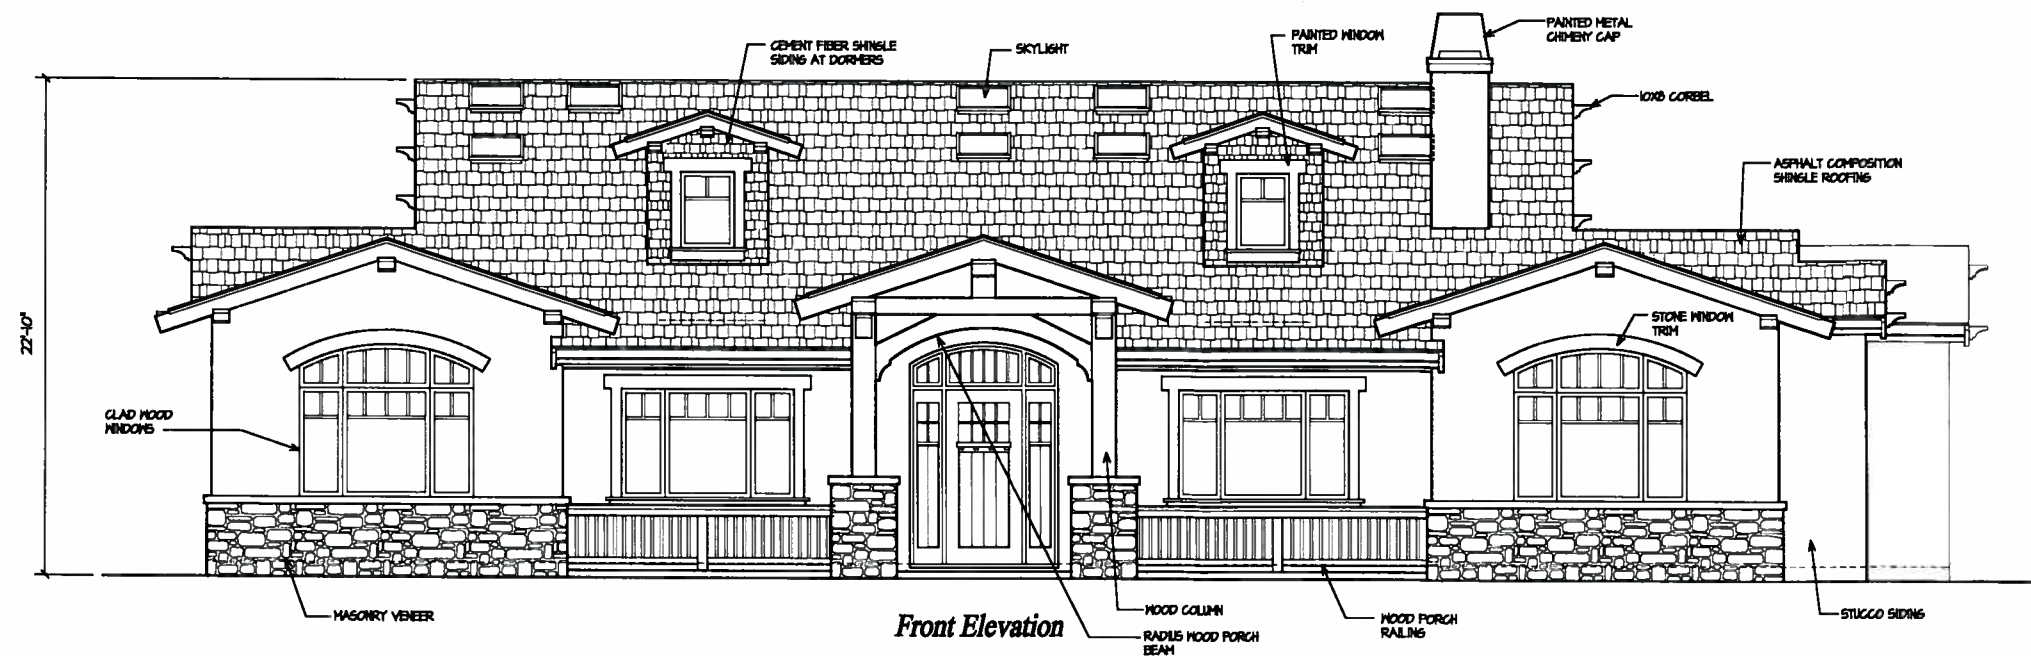 PAINTED METAL
CHIMENY CAP
CEMENT FIBER SHINGLE
SIDING AT DORMERS
SKYLIGHT
PAINTED WINDOW
TRIM
10X8 CORBEL
ASPHALT COMPOSITION
SHINGLE ROOFING
22'-10"
STONE WINDOW
TRIM
CLAD WOOD
WINDOWS
MASONRY VENEER
Front Elevation
WOOD COLUMN
RADIUS WOOD PORCH
BEAM
WOOD PORCH
RAILING
STUCCO SIDING